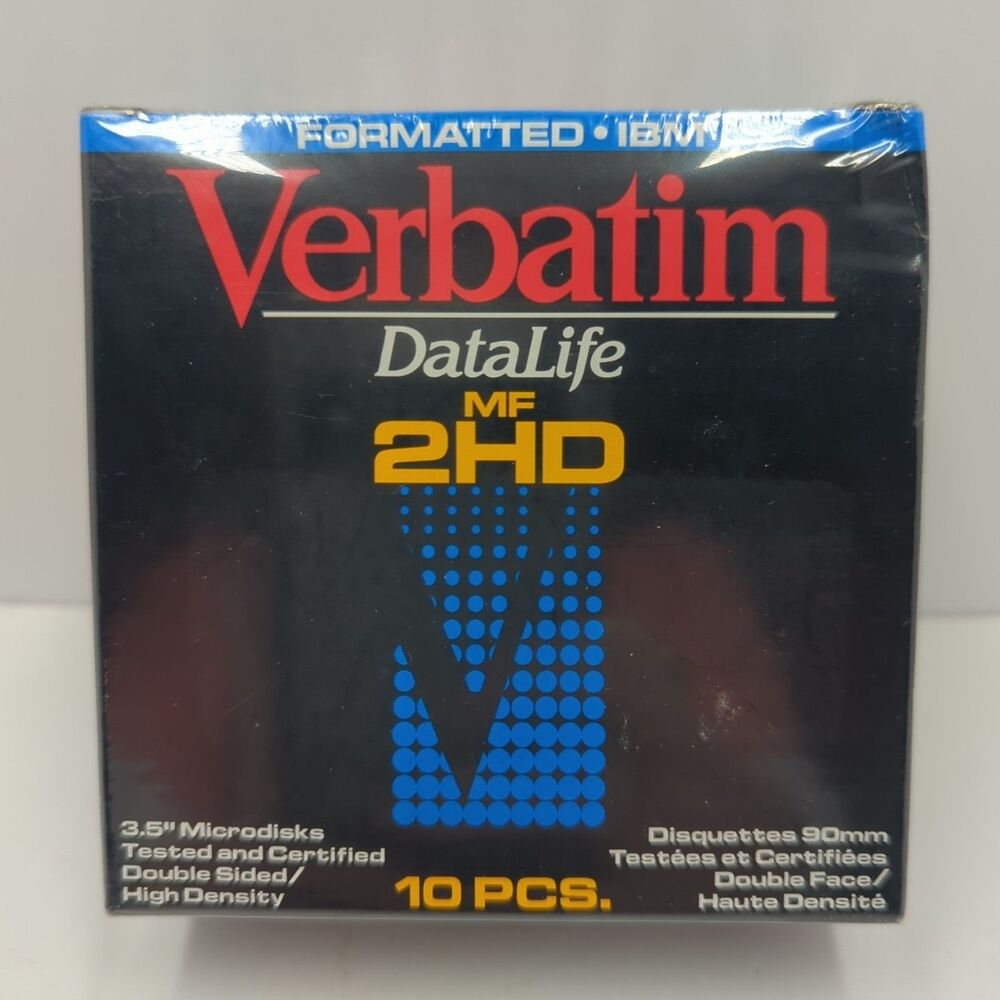 FORMATTED • IBM
Verbatim
DataLife
MF
2HD
3.5" Microdisks
Tested and Certified
Double Sided/
High Density
10 PCS.
Disquettes 90mm
Testées et Certifiées
Double Face/
Haute Densité